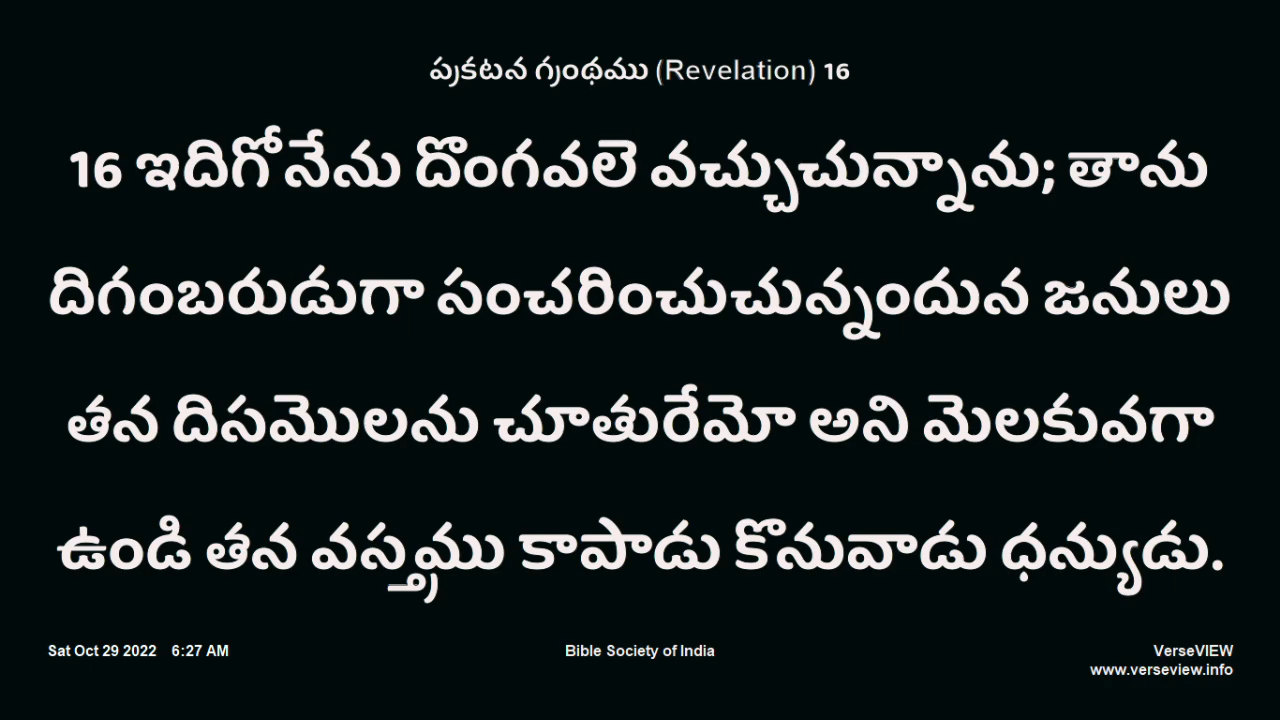 ప్రకటన గ్రంథము (Revelation) 16
16 ఇదిగో నేను దొంగవలె వచ్చుచున్నాను; తాను
దిగంబరుడుగా సంచరించుచున్నందున జనులు
తన దిసమొలను చూతురేమో అని మెలకువగా
ఉండి తన వస్త్రము కాపాడు కొనువాడు ధన్యుడు.
Sat Oct 29 2022 6:27 AM
Bible Society of India
VerseVIEW
www.verseview.info